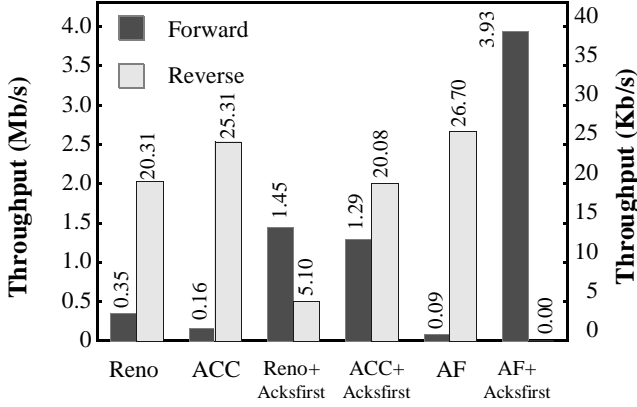 Throughput (Mb/s)
4.0
3.5
3.0
2.5
2.0
1.5
1.0
0.5
0
Forward
Reverse
0.35
20.31
0.16
25.31
1.45
5.10
1.29
20.08
0.09
26.70
3.93
0.00
40
35
30
25
20
15
10
5
0
Throughput (Kb/s)
Reno
ACC
Reno+
Acksfirst
ACC+
Acksfirst
AF
AF+
Acksfirst